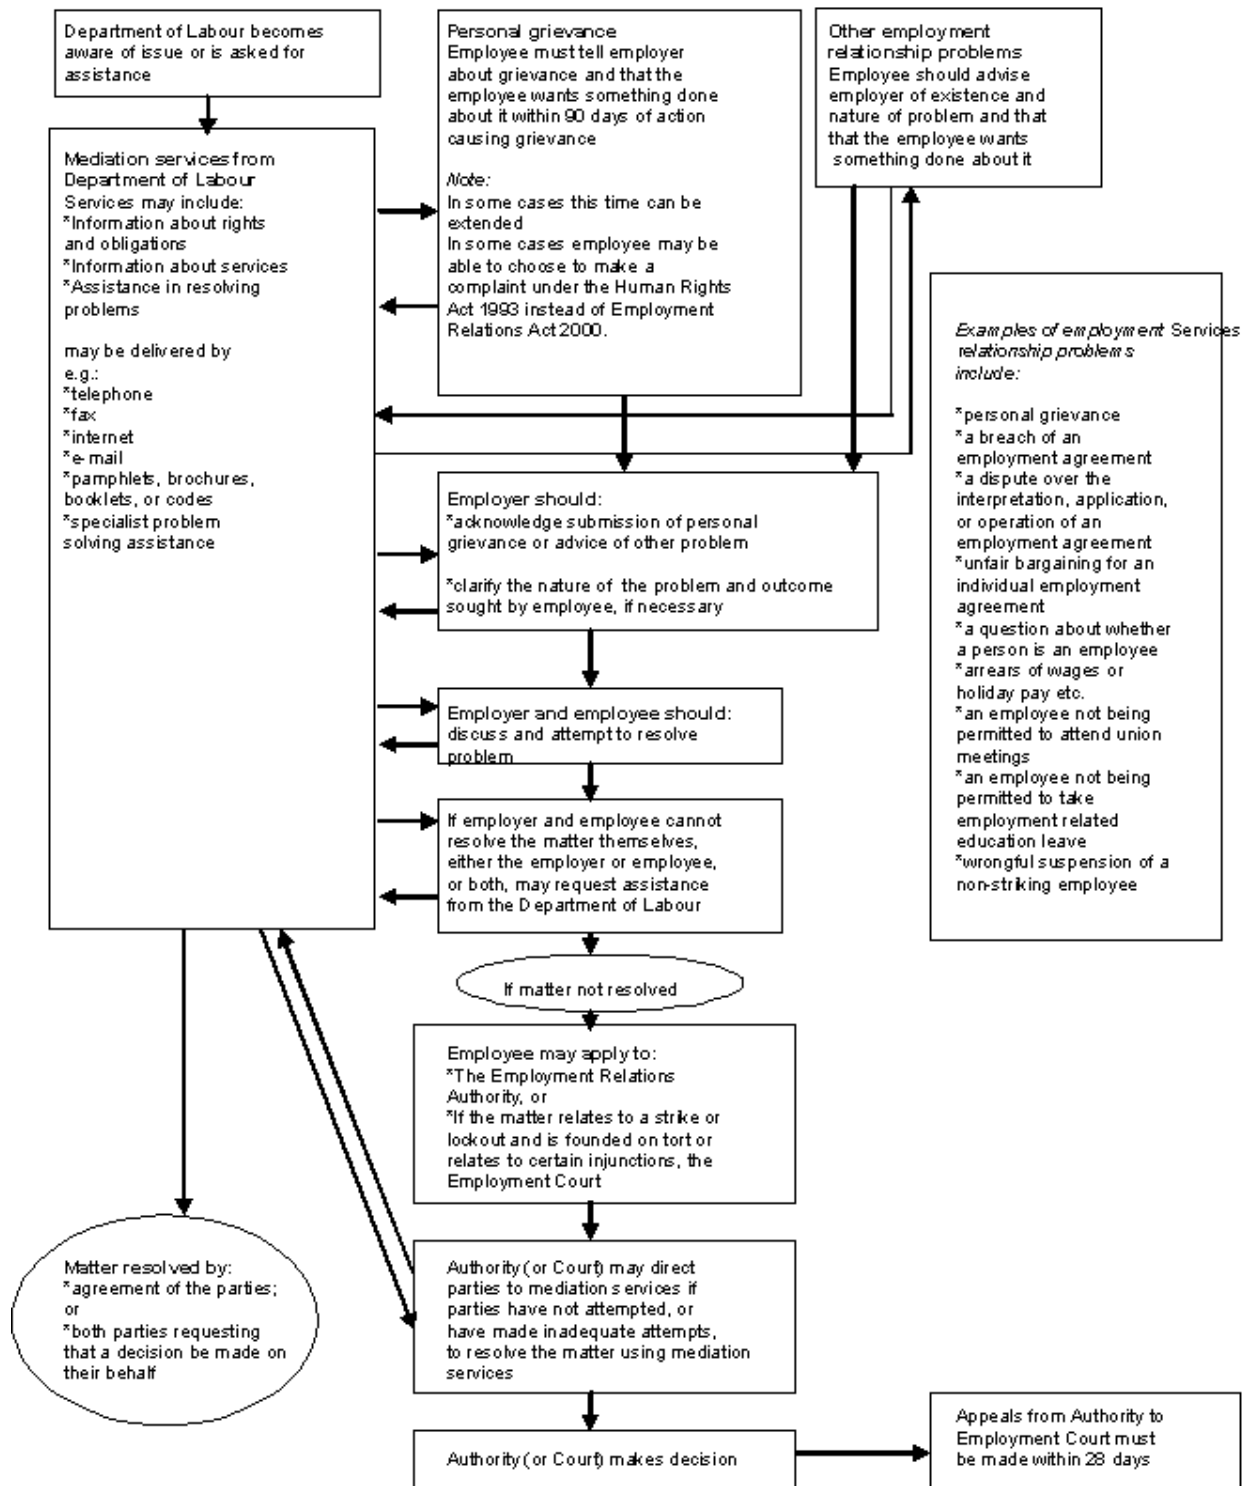 Department of Labour becomes
aware of issue or is asked for
assistance
Personal grievance
Employee must tell employer
about grievance and that the
employee wants something done
about it within 90 days of action
causing grievance
Note:
In some cases this time can be
extended
In some cases employee may be
able to choose to make a
complaint under the Human Rights
Act 1993 instead of Employment
Relations Act 2000.
Other employment
relationship problems
Employee should advise
employer of existence and
nature of problem and that
that the employee wants
something done about it
Mediation services from
Department of Labour
Services may include:
*Information about rights
and obligations
*Information about services
*Assistance in resolving
problems
may be delivered by
e.g.:
*telephone
*fax
*internet
*e-mail
*pamphlets, brochures,
booklets, or codes
*specialist problem
solving assistance
Examples of employment Services
relationship problems
include:
*personal grievance
*a breach of an
employment agreement
*a dispute over the
interpretation, application,
or operation of an
employment agreement
*unfair bargaining for an
individual employment
agreement
*a question about whether
a person is an employee
*arrears of wages or
holiday pay etc.
*an employee not being
permitted to attend union
meetings
*an employee not being
permitted to take
employment related
education leave
*wrongful suspension of a
non-striking employee
Employer should:
*acknowledge submission of personal
grievance or advice of other problem
*clarify the nature of the problem and outcome
sought by employee, if necessary
Employer and employee should:
discuss and attempt to resolve
problem
If employer and employee cannot
resolve the matter themselves,
either the employer or employee,
or both, may request assistance
from the Department of Labour
If matter not resolved
Employee may apply to:
*The Employment Relations
Authority, or
*If the matter relates to a strike or
lockout and is founded on tort or
relates to certain injunctions, the
Employment Court
Matter resolved by:
*agreement of the parties;
or
*both parties requesting
that a decision be made on
their behalf
Authority (or Court) may direct
parties to mediation services if
parties have not attempted, or
have made inadequate attempts,
to resolve the matter using mediation
services
Authority (or Court) makes decision
Appeals from Authority to
Employment Court must
be made within 28 days